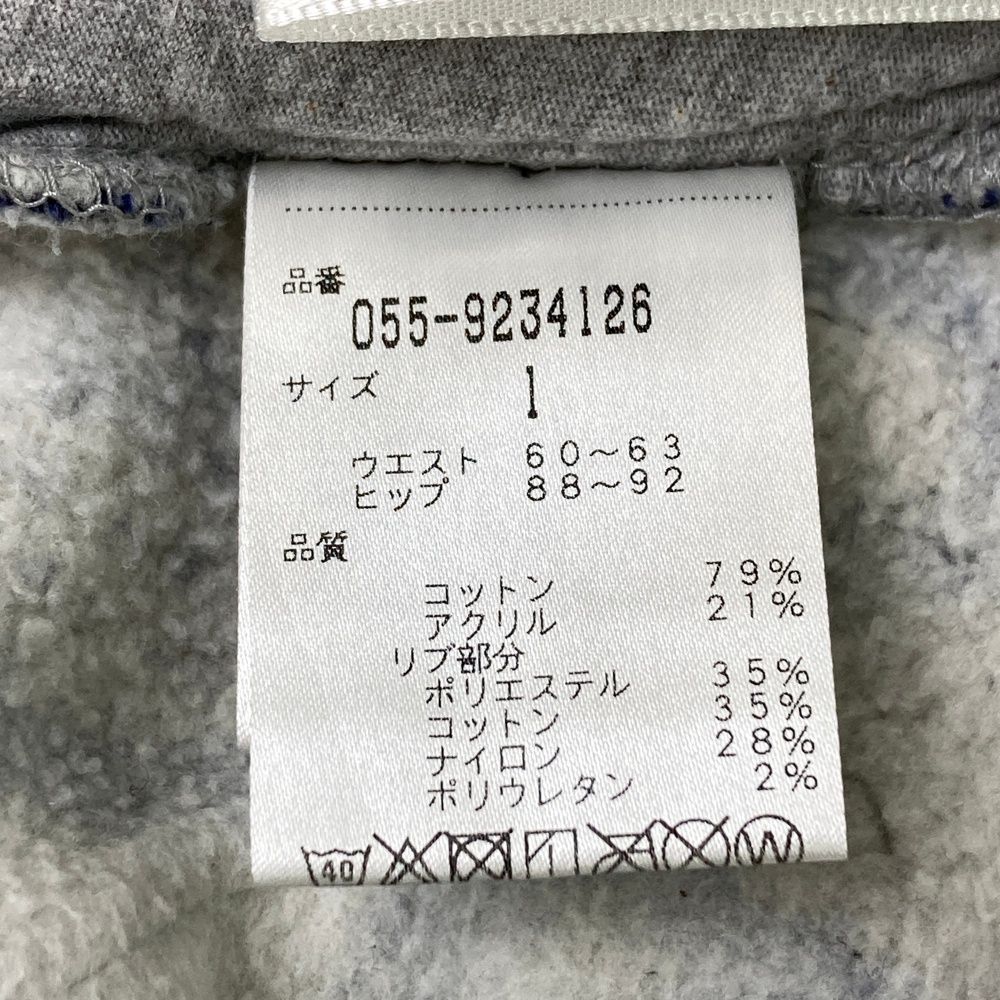 品番
055-9234126
サイズ 1
ウエスト 60～63
ヒップ 88～92
品質
コットン 79%
アクリル 21%
リブ部分
ポリエステル 35%
コットン 35%
ナイロン 28%
ポリウレタン 2%
40 W